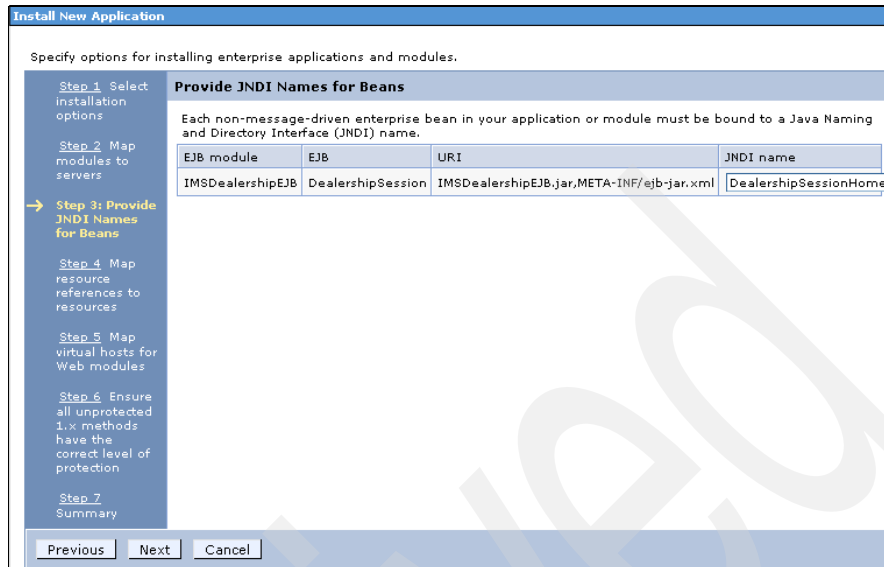 Install New Application
Specify options for installing enterprise applications and modules.
Step 1 Select
installation
options
Step 2 Map
modules to
servers
Step 3: Provide
JNDI Names
for Beans
Step 4 Map
resource
references to
resources
Step 5 Map
virtual hosts for
Web modules
Step 6 Ensure
all unprotected
1.x methods
have the
correct level of
protection
Step 7
Summary
Provide JNDI Names for Beans
Each non-message-driven enterprise bean in your application or module must be bound to a Java Naming
and Directory Interface (JNDI) name.
EJB module EJB URI JNDI name
IMSDealershipEJB DealershipSession IMSDealershipEJB.jar,META-INF/ejb-jar.xml DealershipSessionHome
Previous Next Cancel